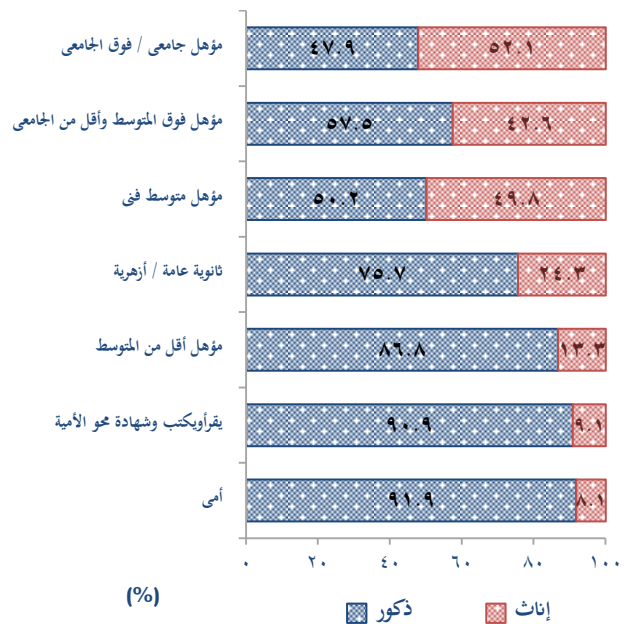 مؤهل جامعى / فوق الجامعى
٤٧.٩ ٥٢.١
مؤهل فوق المتوسط وأقل من الجامعى
٥٧.٥ ٤٢.٦
مؤهل متوسط فنى
٥٠.٢ ٤٩.٨
ثانوية عامة / أزهرية
٧٥.٧ ٢٤.٣
مؤهل أقل من المتوسط
٨٦.٨ ١٣.٣
يقرأويكتب وشهادة محو الأمية
٩٠.٩ ٩.١
أمى
٩١.٩ ٨.١
٠ ٢٠ ٤٠ ٦٠ ٨٠ ١٠٠
(%)
ذكور
إناث